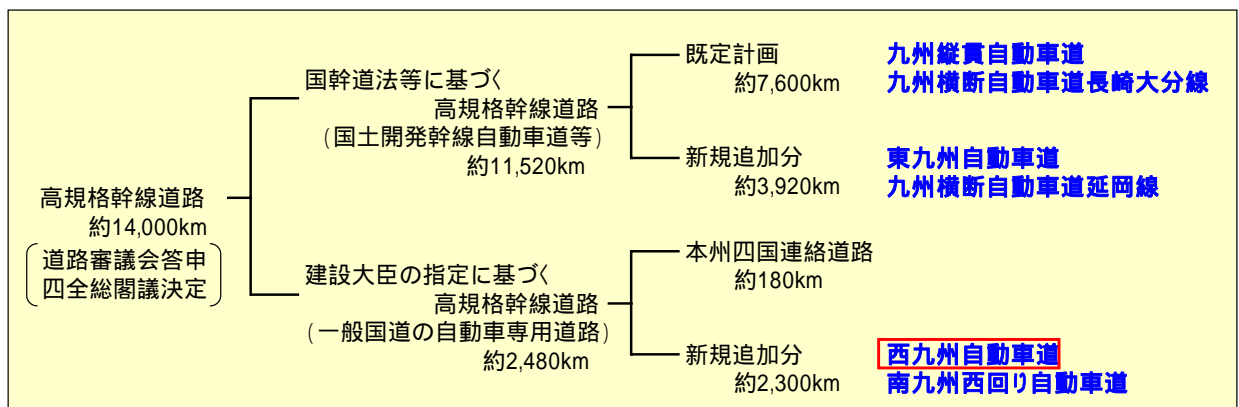 高規格幹線道路
約14,000km
道路審議会答申
四全総閣議決定
国幹道法等に基づく
高規格幹線道路
(国土開発幹線自動車道等)
約11,520km
既定計画
約7,600km
九州縦貫自動車道
九州横断自動車道長崎大分線
新規追加分
約3,920km
東九州自動車道
九州横断自動車道延岡線
建設大臣の指定に基づく
高規格幹線道路
(一般国道の自動車専用道路)
約2,480km
本州四国連絡道路
約180km
新規追加分
約2,300km
西九州自動車道
南九州西回り自動車道